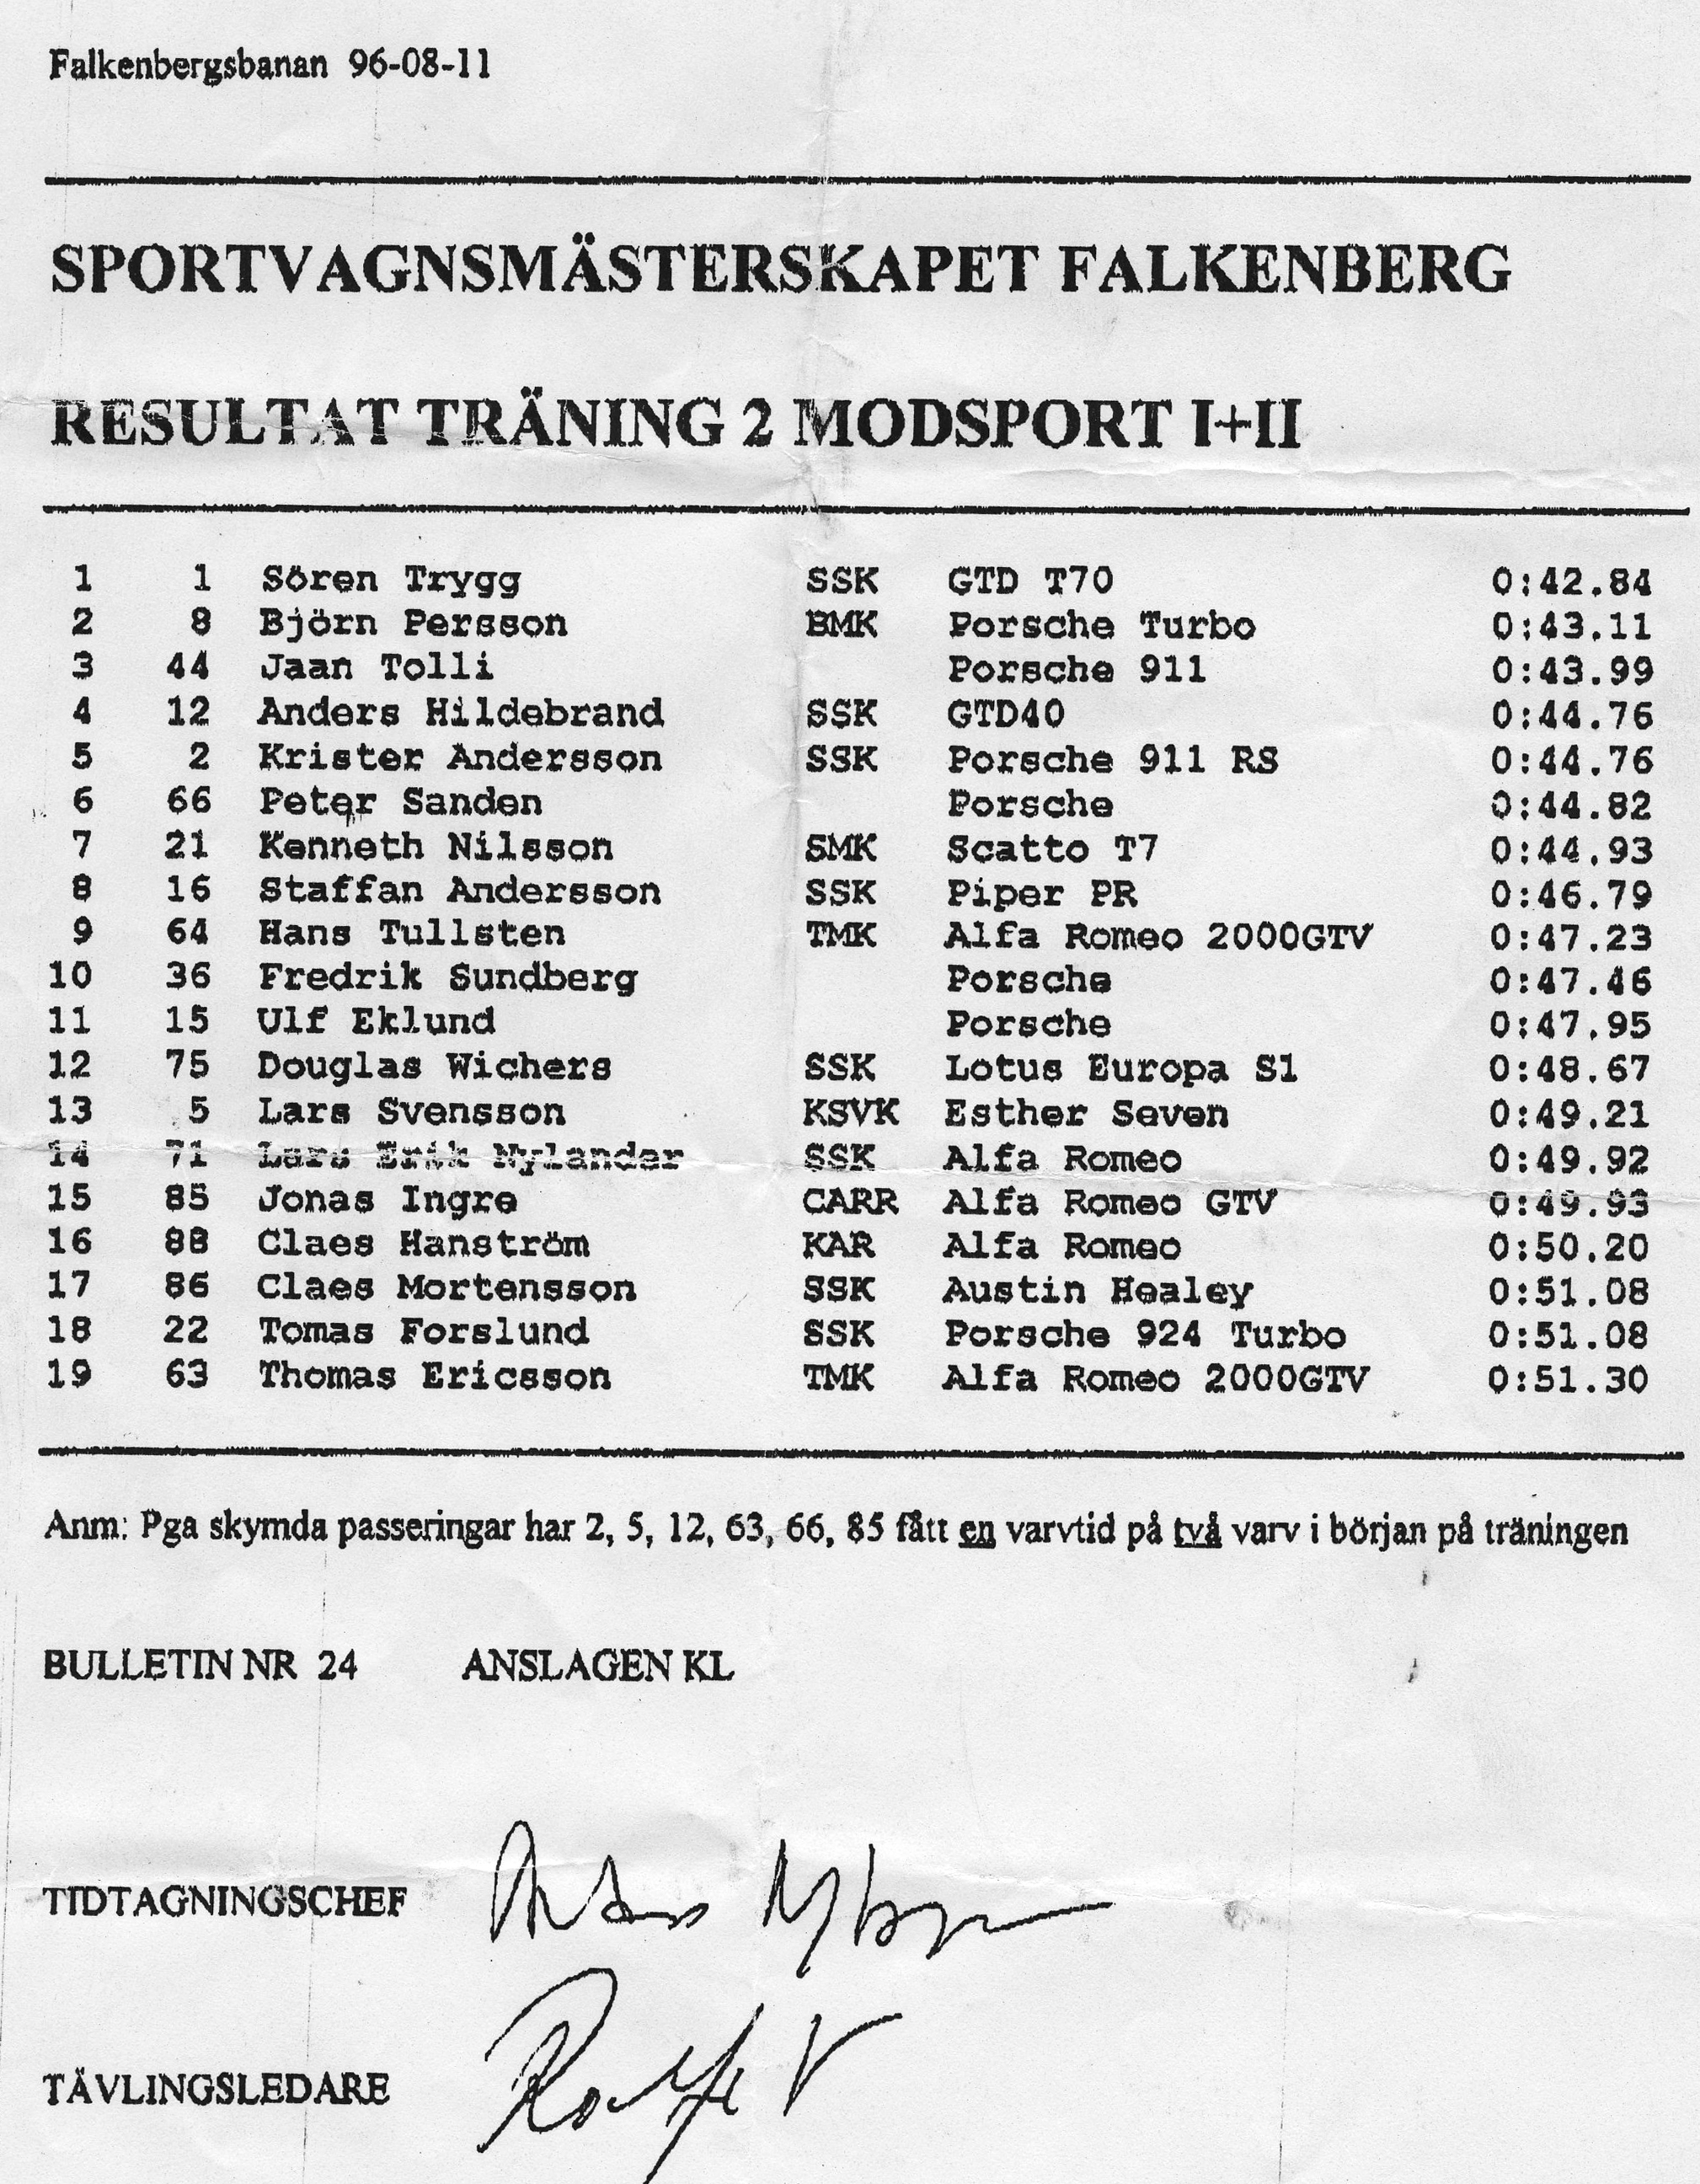 Falkenbergsbanan 96-08-11
SPORTVAGNSMÄSTERSKAPET FALKENBERG
RESULTAT TRÄNING 2 MODSPORT I+II
1 1 Sören Trygg SSK GTD T70 0:42.84
2 8 Björn Persson BMK Porsche Turbo 0:43.11
3 44 Jaan Tolli Porsche 911 0:43.99
4 12 Anders Hildebrand SSK GTD40 0:44.76
5 2 Krister Andersson SSK Porsche 911 RS 0:44.76
6 66 Peter Sanden Porsche 0:44.82
7 21 Kenneth Nilsson SMK Scatto T7 0:44.93
8 16 Staffan Andersson SSK Piper PR 0:46.79
9 64 Hans Tullsten TMK Alfa Romeo 2000GTV 0:47.23
10 36 Fredrik Sundberg Porsche 0:47.46
11 15 Ulf Eklund Porsche 0:47.95
12 75 Douglas Wichers SSK Lotus Europa S1 0:48.67
13 5 Lars Svensson KSVK Esther Seven 0:49.21
14 71 Lars Erik Nylander SSK Alfa Romeo 0:49.92
15 85 Jonas Ingre CARR Alfa Romeo GTV 0:49.93
16 88 Claes Hanström KAR Alfa Romeo 0:50.20
17 86 Claes Mortensson SSK Austin Healey 0:51.08
18 22 Tomas Forslund SSK Porsche 924 Turbo 0:51.08
19 63 Thomas Ericsson TMK Alfa Romeo 2000GTV 0:51.30
Anm: Pga skymda passeringar har 2, 5, 12, 63, 66, 85 fått en varvtid på två varv i början på träningen
BULLETIN NR 24 ANSLAGEN KL
TIDTAGNINGSCHEF
TÄVLINGSLEDARE